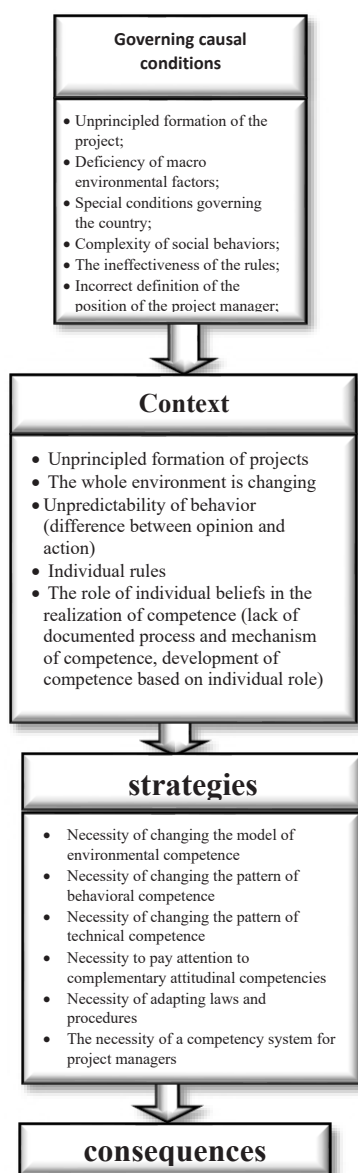 Governing causal
conditions
• Unprincipled formation of the
project;
• Deficiency of macro
environmental factors;
• Special conditions governing
the country;
• Complexity of social behaviors;
• The ineffectiveness of the rules;
• Incorrect definition of the
position of the project manager;
Context
• Unprincipled formation of projects
• The whole environment is changing
• Unpredictability of behavior
(difference between opinion and
action)
• Individual rules
• The role of individual beliefs in the
realization of competence (lack of
documented process and mechanism
of competence, development of
competence based on individual role)
strategies
• Necessity of changing the model of
environmental competence
• Necessity of changing the pattern of
behavioral competence
• Necessity of changing the pattern of
technical competence
• Necessity to pay attention to
complementary attitudinal competencies
• Necessity of adapting laws and
procedures
• The necessity of a competency system for
project managers
consequences